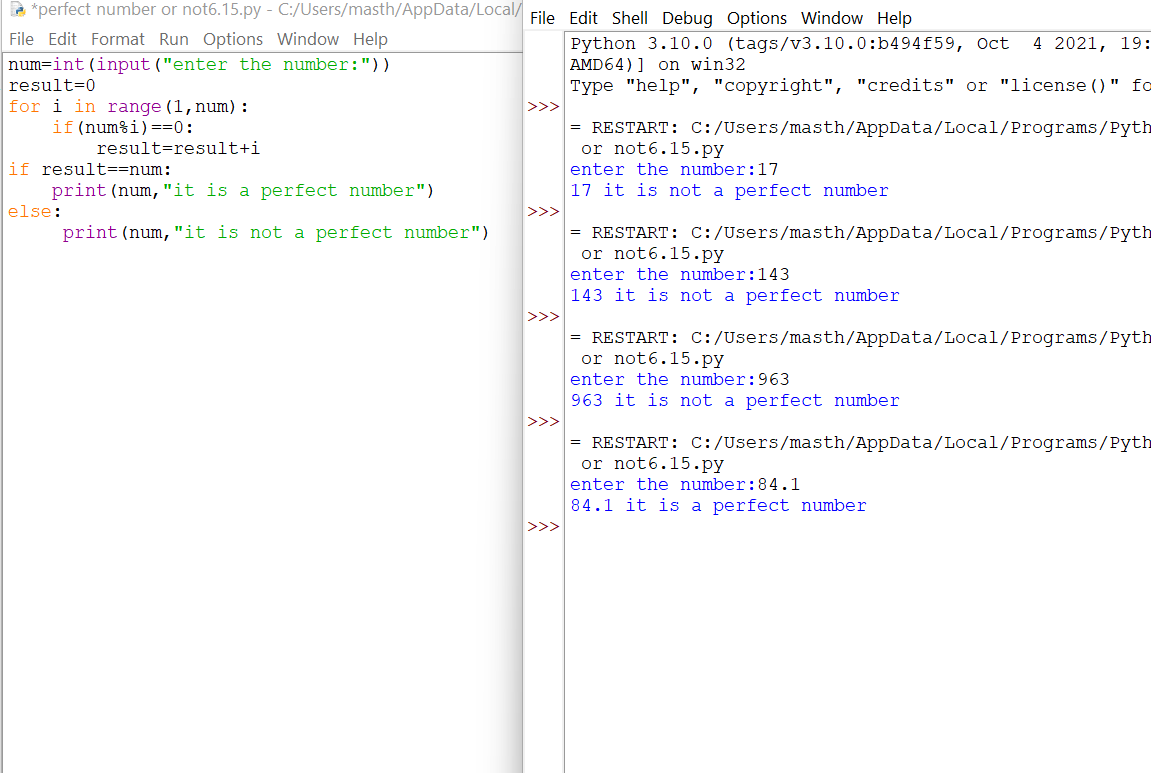 *perfect number or not6.15.py - C:/Users/masth/AppData/Local/
File Edit Format Run Options Window Help
num=int(input("enter the number:"))
result=0
for i in range(1,num):
    if(num%i)==0:
        result=result+i
if result==num:
    print(num,"it is a perfect number")
else:
     print(num,"it is not a perfect number")
File Edit Shell Debug Options Window Help
Python 3.10.0 (tags/v3.10.0:b494f59, Oct  4 2021, 19:
AMD64)] on win32
Type "help", "copyright", "credits" or "license()" fo
>>>
= RESTART: C:/Users/masth/AppData/Local/Programs/Pyth
 or not6.15.py
enter the number:17
17 it is not a perfect number
>>>
= RESTART: C:/Users/masth/AppData/Local/Programs/Pyth
 or not6.15.py
enter the number:143
143 it is not a perfect number
>>>
= RESTART: C:/Users/masth/AppData/Local/Programs/Pyth
 or not6.15.py
enter the number:963
963 it is not a perfect number
>>>
= RESTART: C:/Users/masth/AppData/Local/Programs/Pyth
 or not6.15.py
enter the number:84.1
84.1 it is a perfect number
>>>